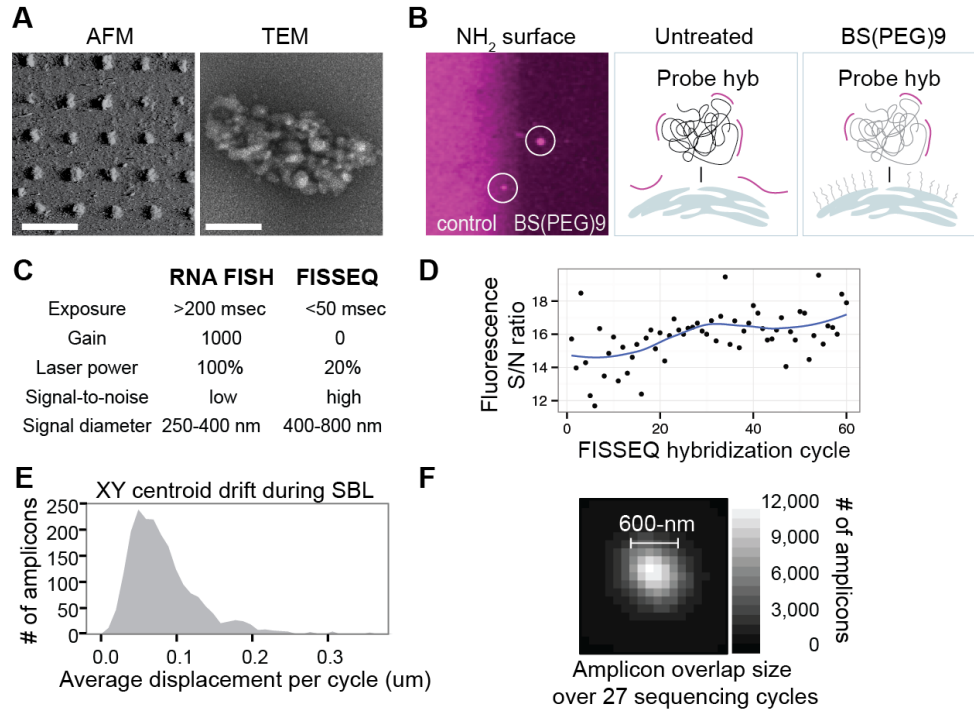 A
AFM
TEM
B
NH2 surface
control
BS(PEG)9
Untreated
Probe hyb
BS(PEG)9
Probe hyb
C
RNA FISH FISSEQ
Exposure >200 msec <50 msec
Gain 1000 0
Laser power 100% 20%
Signal-to-noise low high
Signal diameter 250-400 nm 400-800 nm
D
Fluorescence
S/N ratio
18
16
14
12
0 20 40 60
FISSEQ hybridization cycle
E
XY centroid drift during SBL
# of amplicons
250
200
150
100
50
0
0.0 0.1 0.2 0.3
Average displacement per cycle (um)
F
600-nm
12,000
9,000
6,000
3,000
0
# of amplicons
Amplicon overlap size
over 27 sequencing cycles